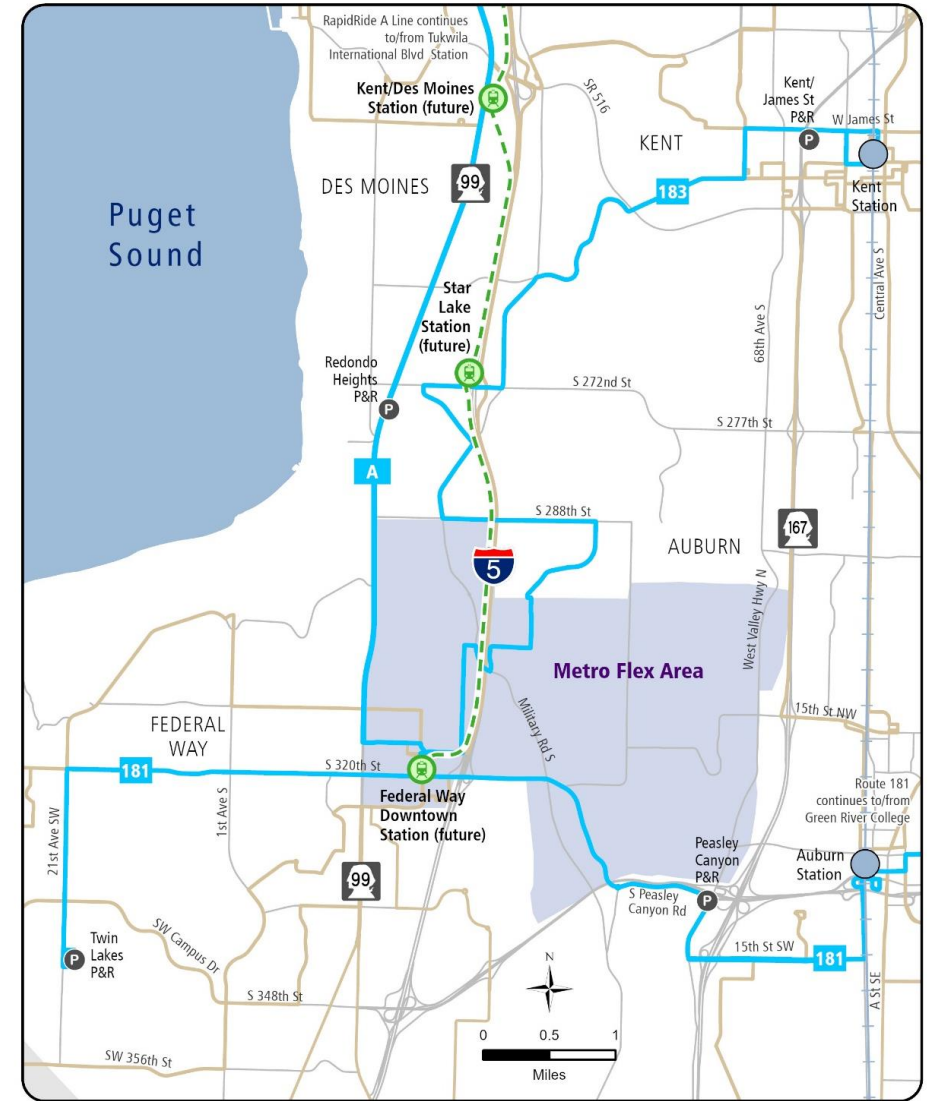 RapidRide A Line continues
to/from Tukwila
International Blvd Station
Kent/Des Moines
Station (future)
SR 516
Kent/
James St
P&R
W James St
KENT
DES MOINES
99
183
Kent
Station
Puget
Sound
Central Ave S
Star
Lake
Station
(future)
68th Ave S
Redondo
Heights
P&R
P
P
S 272nd St
S 277th St
A
S 288th St
167
AUBURN
5
West Valley Hwy N
Metro Flex Area
Military Rd S
15th St NW
FEDERAL
WAY
181
S 320th St
Federal Way
Downtown
Station (future)
21st Ave SW
1st Ave S
Route 181
continues to/from
Green River College
Peasley
Canyon
P&R
P
Auburn
Station
99
S Peasley
Canyon Rd
SW Campus Dr
Twin
Lakes
P&R
P
15th St SW
181
A St SE
N
S 348th St
0 0.5 1
Miles
SW 356th St